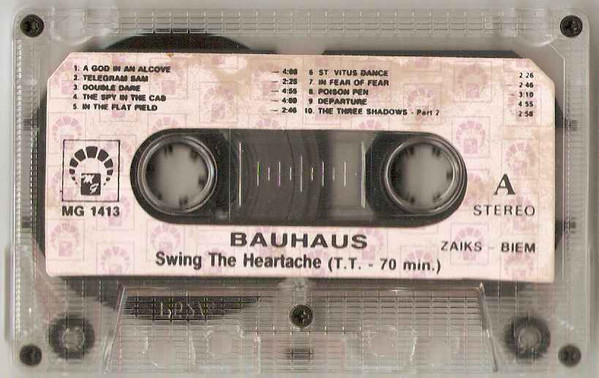 1. A GOD IN AN ALCOVE — 4:08
2. TELEGRAM SAM — 2:25
3. DOUBLE DARE — 4:55
4. THE SPY IN THE CAB — 4:00
5. IN THE FLAT FIELD — 2:46
6 ST. VITUS DANCE 2 26
7. IN FEAR OF FEAR 2 46
8. POISON PEN 3:10
9 DEPARTURE 4 55
10. THE THREE SHADOWS - Part 2 2 58
MG
MG 1413
A
STEREO
BAUHAUS
ZAIKS - BIEM
Swing The Heartache (T.T. - 70 min.)